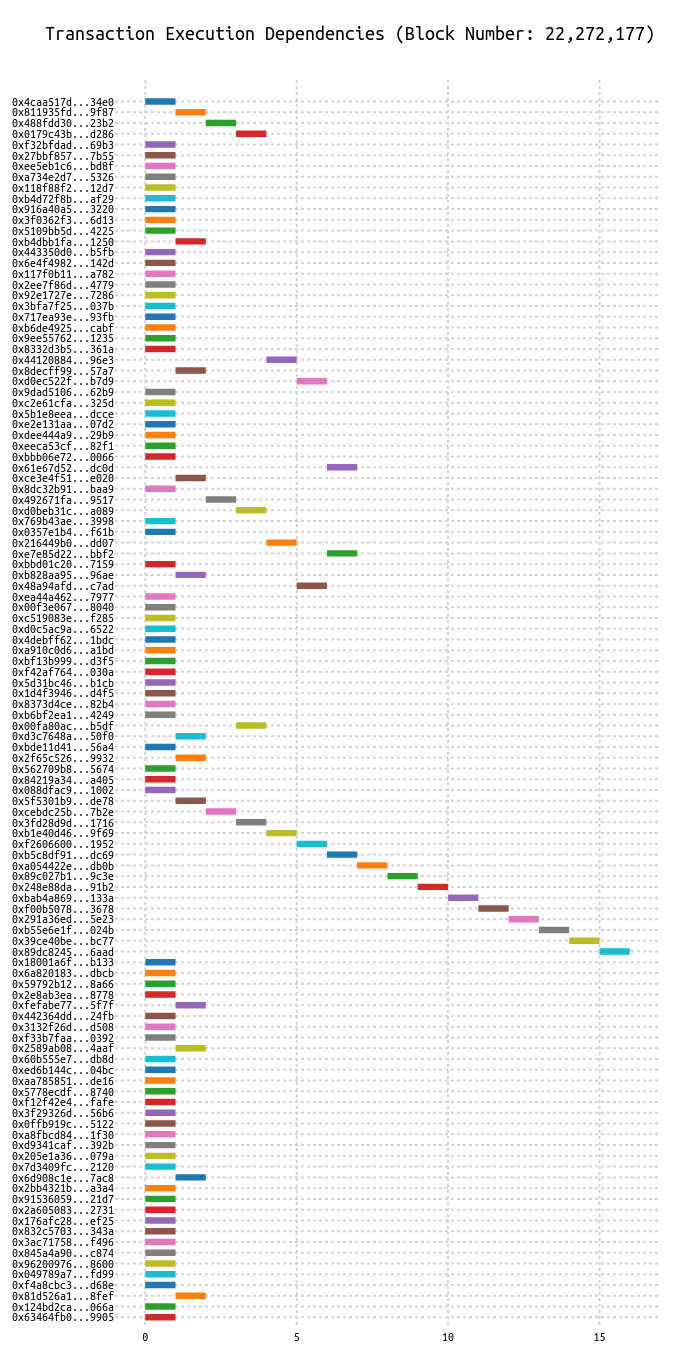 Transaction Execution Dependencies (Block Number: 22,272,177)
0x4caa517d...34e0
0x811935fd...9f87
0x488fdd30...23b2
0x0179c43b...d286
0xf32bfdad...69b3
0x27bbf857...7b55
0xee5eb1c6...bd8f
0xa734e2d7...5326
0x118f88f2...12d7
0xb4d72f8b...af29
0x916a40a5...3220
0x3f0362f3...6d13
0x5109bb5d...4225
0xb4dbb1fa...1250
0x443350d0...b5fb
0x6e4f4982...142d
0x117f0b11...a782
0x2ee7f86d...4779
0x92e1727e...7286
0x3bfa7f25...037b
0x717ea93e...93fb
0xb6de4925...cabf
0x9ee55762...1235
0x8332d3b5...361a
0x44120884...96e3
0x8decff99...57a7
0xd0ec522f...b7d9
0x9dad5106...62b9
0xc2e61cfa...325d
0x5b1e8eea...dcce
0xe2e131aa...07d2
0xdee444a9...29b9
0xeeca53cf...82f1
0xbbb06e72...0066
0x61e67d52...dc0d
0xce3e4f51...e020
0x8dc32b91...baa9
0x492671fa...9517
0xd0beb31c...a089
0x769b43ae...3998
0x0357e1b4...f61b
0x216449b0...dd07
0xe7e85d22...bbf2
0xbbd01c20...7159
0xb828aa95...96ae
0x48a94afd...c7ad
0xea44a462...7977
0x00f3e067...8040
0xc519083e...f285
0xd0c5ac9a...6522
0x4debff62...1bdc
0xa910c0d6...a1bd
0xbf13b999...d3f5
0xf42af764...030a
0x5d31bc46...b1cb
0x1d4f3946...d4f5
0x8373d4ce...82b4
0xb6bf2ea1...4249
0x00fa80ac...b5df
0xd3c7648a...50f0
0xbde11d41...56a4
0x2f65c526...9932
0x562709b8...5674
0x84219a34...a405
0x088dfac9...1002
0x5f5301b9...de78
0xcebdc25b...7b2e
0x3fd28d9d...1716
0xb1e40d46...9f69
0xf2606600...1952
0xb5c8df91...dc69
0xa054422e...db0b
0x89c027b1...9c3e
0x248e88da...91b2
0xbab4a869...133a
0xf00b5078...3678
0x291a36ed...5e23
0xb55e6e1f...024b
0x39ce40be...bc77
0x89dc8245...6aad
0x18001a6f...b133
0x6a820183...dbcb
0x59792b12...8a66
0x2e8ab3ea...8778
0xfefabe77...5f7f
0x442364dd...24fb
0x3132f26d...d508
0xf33b7faa...0392
0x2589ab08...4aaf
0x60b555e7...db8d
0xed6b144c...04bc
0xaa785851...de16
0x5778ecdf...8740
0xf12f42e4...fafe
0x3f29326d...56b6
0x0ffb919c...5122
0xa8fbcd84...1f30
0xd9341caf...392b
0x205e1a36...079a
0x7d3409fc...2120
0x6d908c1e...7ac8
0x2bb4321b...a3a4
0x91536059...21d7
0x2a605083...2731
0x176afc28...ef25
0x832c5703...343a
0x3ac71758...f496
0x845a4a90...c874
0x96200976...8600
0x049789a7...fd99
0xf4a8cbc3...d68e
0x81d526a1...8fef
0x124bd2ca...066a
0x63464fb0...9905
0 5 10 15